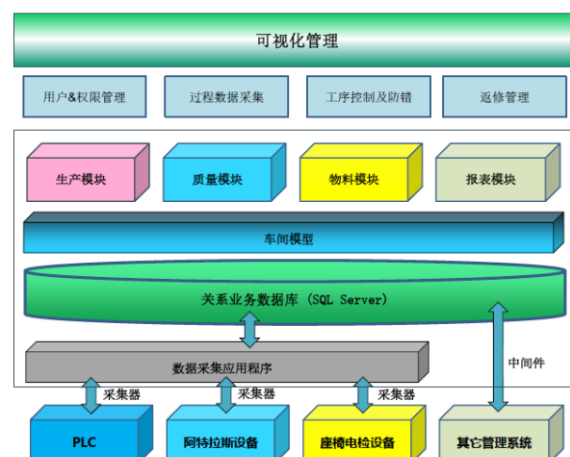 可视化管理
用户&权限管理
过程数据采集
工序控制及防错
返修管理
生产模块
质量模块
物料模块
报表模块
车间模型
关系业务数据库 (SQL Server)
数据采集应用程序
中间件
采集器
采集器
采集器
PLC
阿特拉斯设备
座椅电检设备
其它管理系统